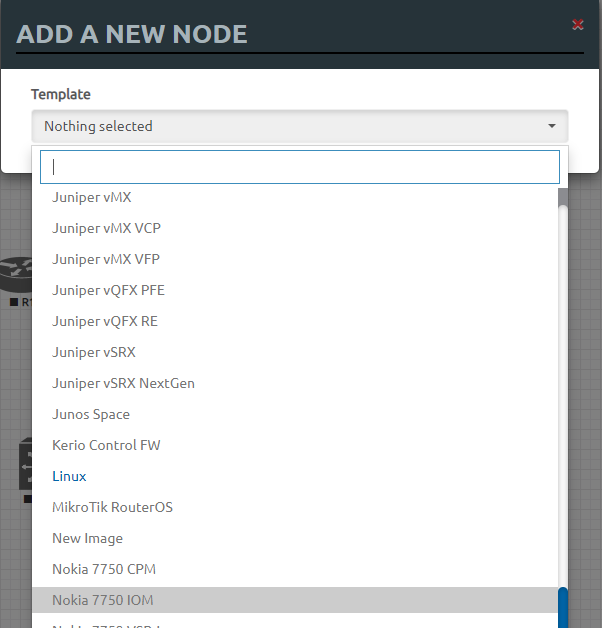 ADD A NEW NODE
Template
Nothing selected
Juniper vMX
Juniper vMX VCP
Juniper vMX VFP
Juniper vQFX PFE
Juniper vQFX RE
Juniper vSRX
Juniper vSRX NextGen
Junos Space
Kerio Control FW
Linux
MikroTik RouterOS
New Image
Nokia 7750 CPM
Nokia 7750 IOM